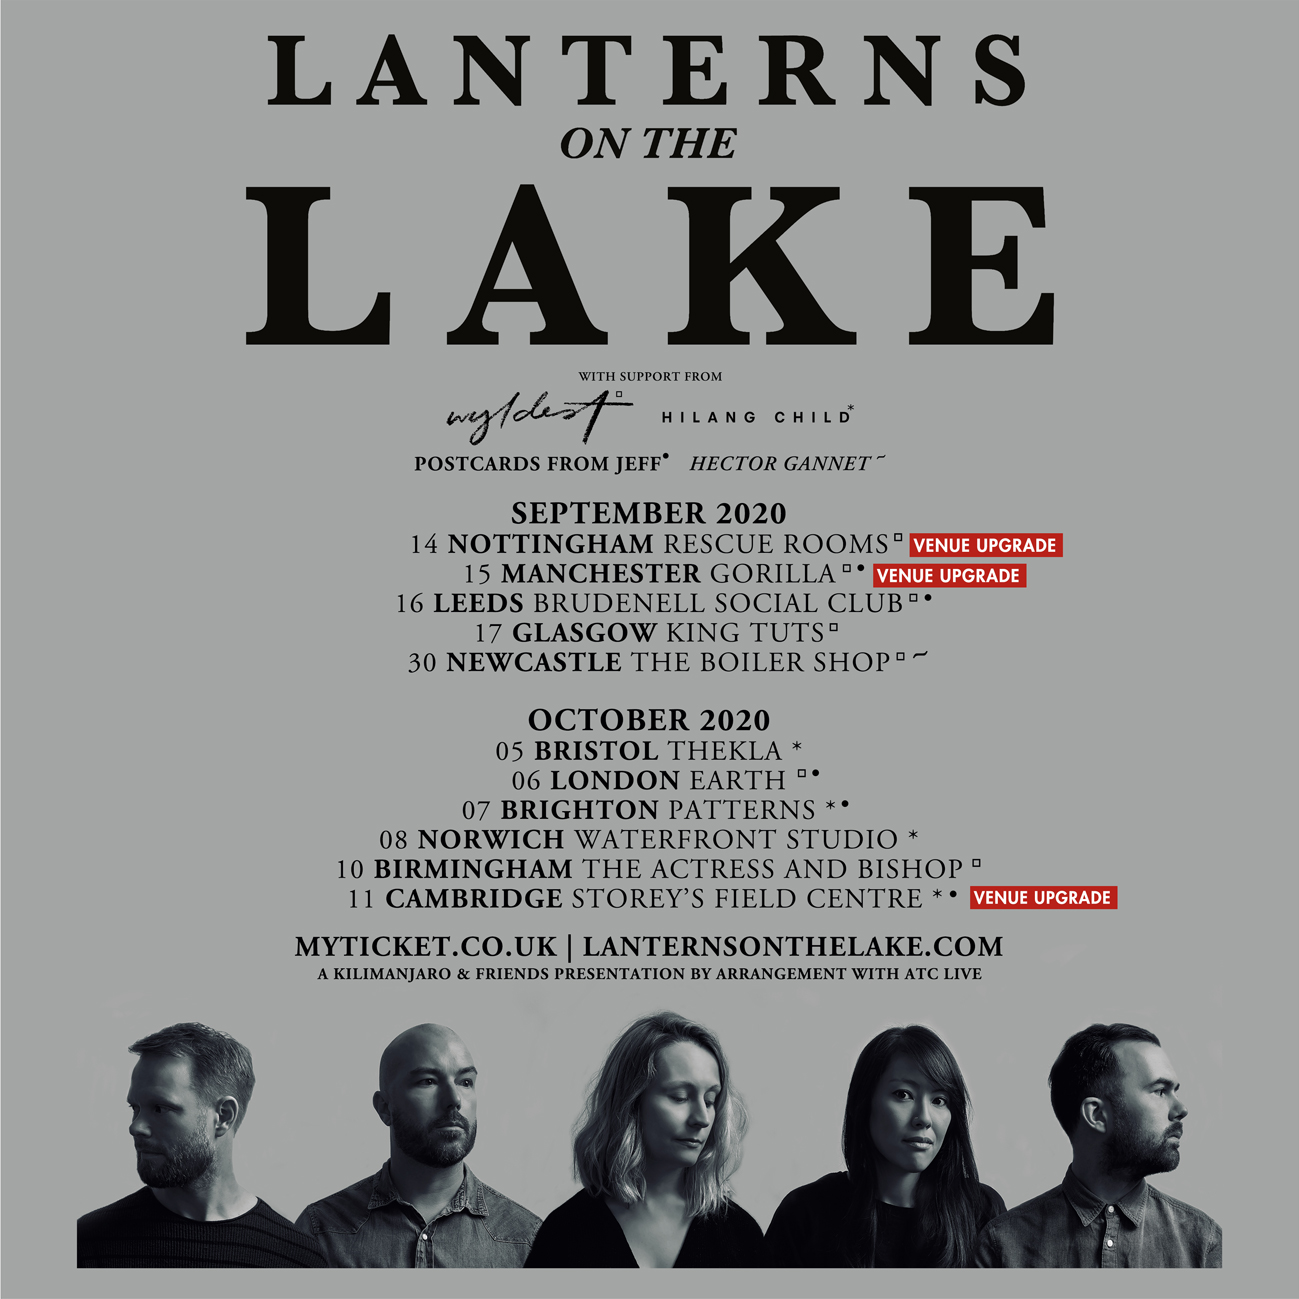 LANTERNS
ON THE
LAKE
WITH SUPPORT FROM
wyldest□ HILANG CHILD*
POSTCARDS FROM JEFF• HECTOR GANNET~
SEPTEMBER 2020
14 NOTTINGHAM RESCUE ROOMS□ VENUE UPGRADE
15 MANCHESTER GORILLA□• VENUE UPGRADE
16 LEEDS BRUDENELL SOCIAL CLUB□•
17 GLASGOW KING TUTS□
30 NEWCASTLE THE BOILER SHOP□~
OCTOBER 2020
05 BRISTOL THEKLA *
06 LONDON EARTH □•
07 BRIGHTON PATTERNS *•
08 NORWICH WATERFRONT STUDIO *
10 BIRMINGHAM THE ACTRESS AND BISHOP □
11 CAMBRIDGE STOREY'S FIELD CENTRE *• VENUE UPGRADE
MYTICKET.CO.UK | LANTERNSONTHELAKE.COM
A KILIMANJARO & FRIENDS PRESENTATION BY ARRANGEMENT WITH ATC LIVE